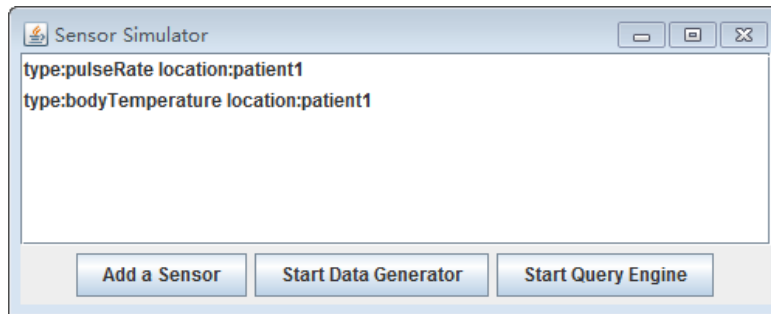 Sensor Simulator
type:pulseRate location:patient1
type:bodyTemperature location:patient1
Add a Sensor Start Data Generator Start Query Engine